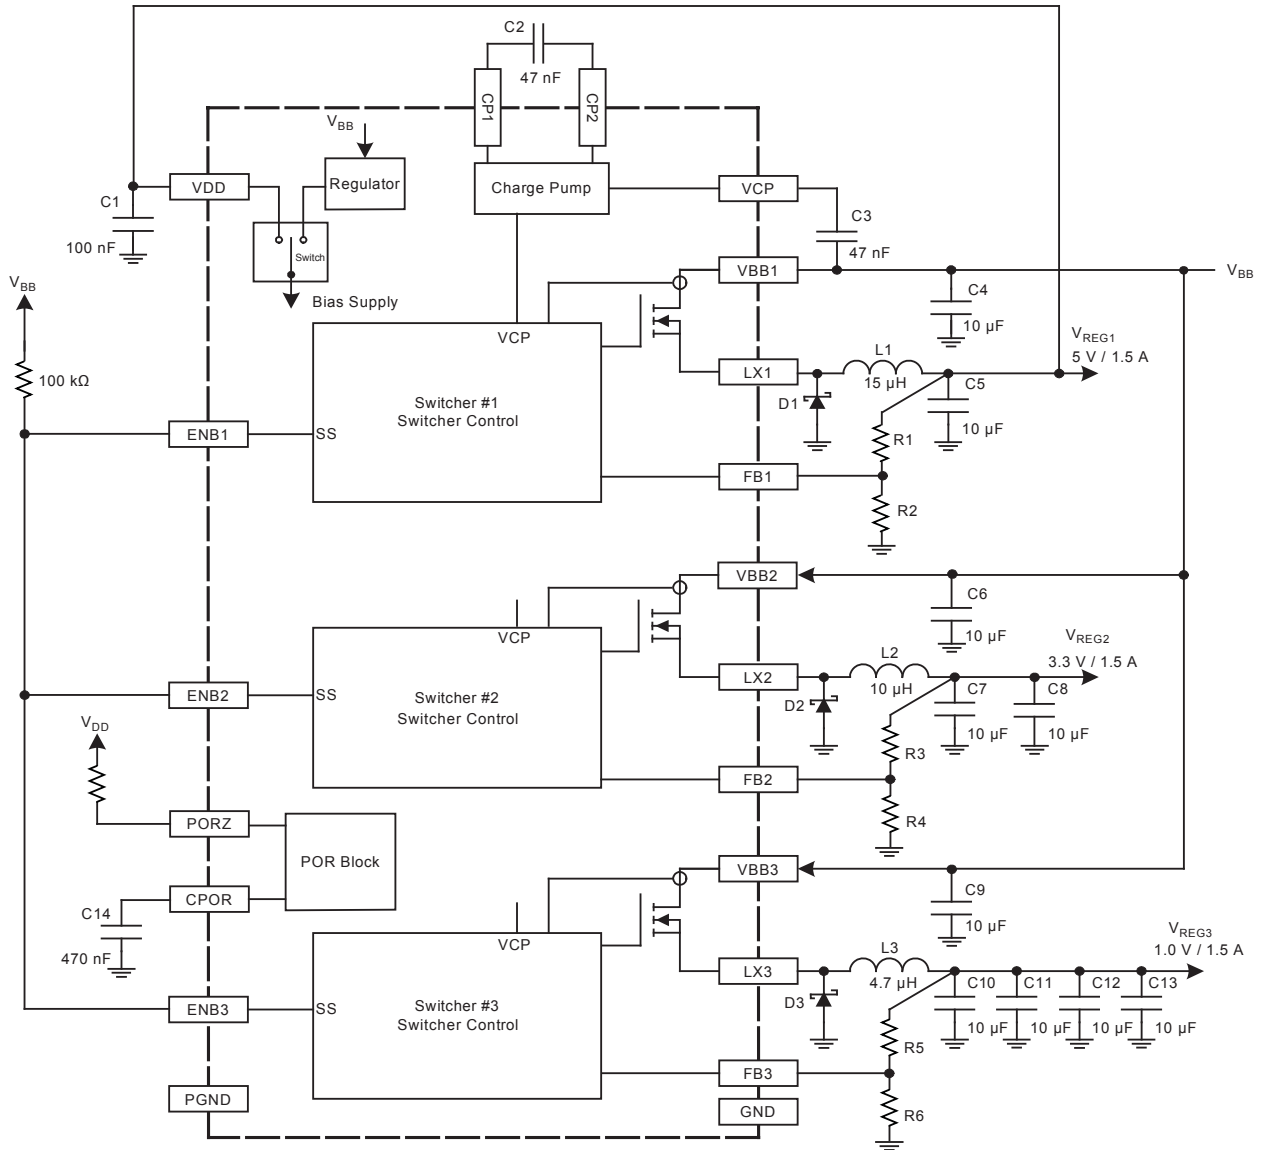 C2
47 nF
CP1
CP2
VBB
VDD
Regulator
Charge Pump
VCP
C1
100 nF
Switch
C3
47 nF
VBB
VBB1
VBB
Bias Supply
C4
10 µF
VCP
VREG1
5 V / 1.5 A
100 kΩ
LX1
L1
15 µH
C5
10 µF
D1
Switcher #1
Switcher Control
ENB1
SS
R1
FB1
R2
VBB2
C6
10 µF
VCP
VREG2
3.3 V / 1.5 A
LX2
L2
10 µH
C7
10 µF
C8
10 µF
D2
ENB2
SS
Switcher #2
Switcher Control
VDD
R3
FB2
PORZ
R4
POR Block
VBB3
CPOR
C9
10 µF
C14
470 nF
VCP
VREG3
1.0 V / 1.5 A
LX3
L3
4.7 µH
C10
10 µF
C11
10 µF
C12
10 µF
C13
10 µF
D3
ENB3
SS
Switcher #3
Switcher Control
R5
FB3
PGND
GND
R6